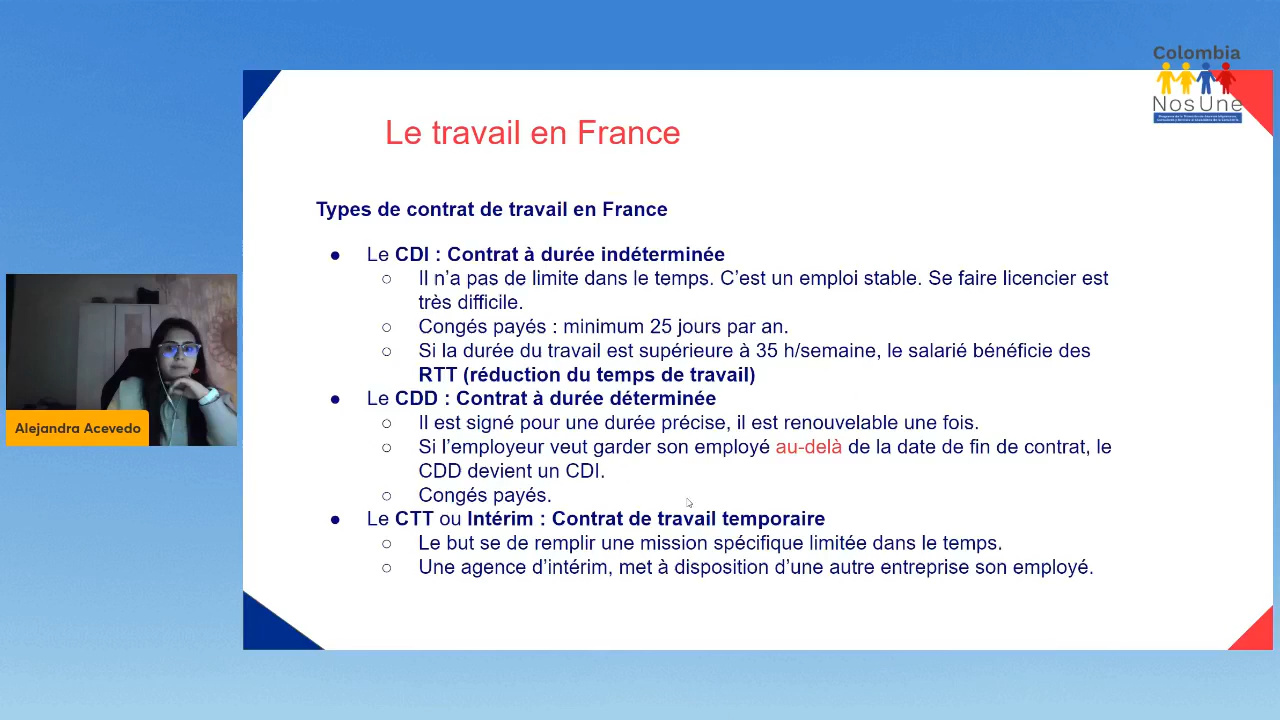 Colombia
NosUne
Le travail en France
Types de contrat de travail en France
● Le CDI : Contrat à durée indéterminée
○ Il n’a pas de limite dans le temps. C’est un emploi stable. Se faire licencier est
très difficile.
○ Congés payés : minimum 25 jours par an.
○ Si la durée du travail est supérieure à 35 h/semaine, le salarié bénéficie des
RTT (réduction du temps de travail)
● Le CDD : Contrat à durée déterminée
○ Il est signé pour une durée précise, il est renouvelable une fois.
○ Si l’employeur veut garder son employé au-delà de la date de fin de contrat, le
CDD devient un CDI.
○ Congés payés.
● Le CTT ou Intérim : Contrat de travail temporaire
○ Le but se de remplir une mission spécifique limitée dans le temps.
○ Une agence d’intérim, met à disposition d’une autre entreprise son employé.
Alejandra Acevedo